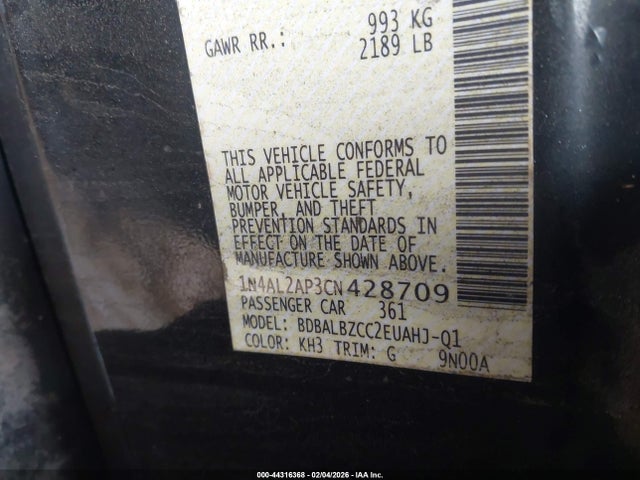 GAWR RR.: 993 KG
2189 LB
THIS VEHICLE CONFORMS TO
ALL APPLICABLE FEDERAL
MOTOR VEHICLE SAFETY,
BUMPER, AND THEFT
PREVENTION STANDARDS IN
EFFECT ON THE DATE OF
MANUFACTURE SHOWN ABOVE.
1N4AL2AP3CN428709
PASSENGER CAR 361
MODEL: BDBALBZCC2EUAHJ-Q1
COLOR: KH3 TRIM: G 9N00A
000-44316368 - 02/04/2026 - IAA Inc.